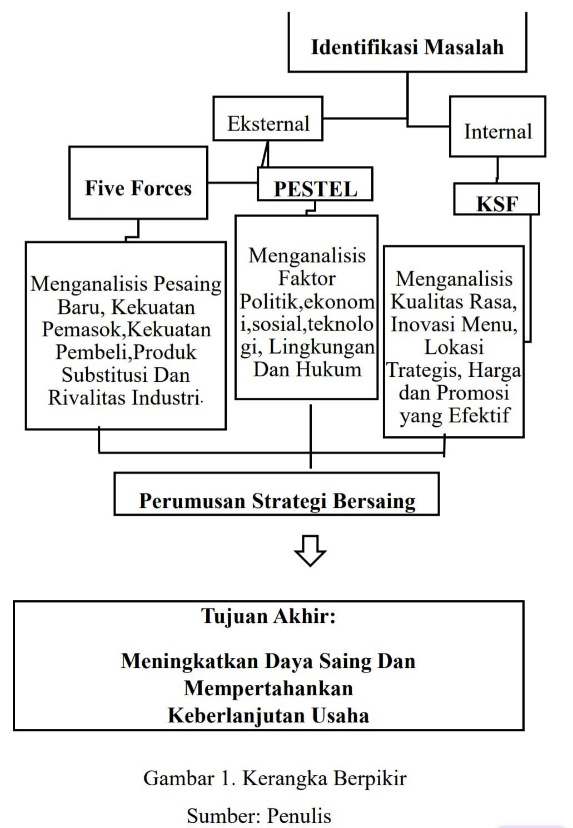 Identifikasi Masalah
Eksternal
Internal
Five Forces
PESTEL
KSF
Menganalisis Pesaing
Baru, Kekuatan
Pemasok,Kekuatan
Pembeli,Produk
Substitusi Dan
Rivalitas Industri.
Menganalisis
Faktor
Politik,ekonom
i,sosial,teknolo
gi, Lingkungan
Dan Hukum
Menganalisis
Kualitas Rasa,
Inovasi Menu,
Lokasi
Trategis, Harga
dan Promosi
yang Efektif
Perumusan Strategi Bersaing
Tujuan Akhir:
Meningkatkan Daya Saing Dan
Mempertahankan
Keberlanjutan Usaha
Gambar 1. Kerangka Berpikir
Sumber: Penulis